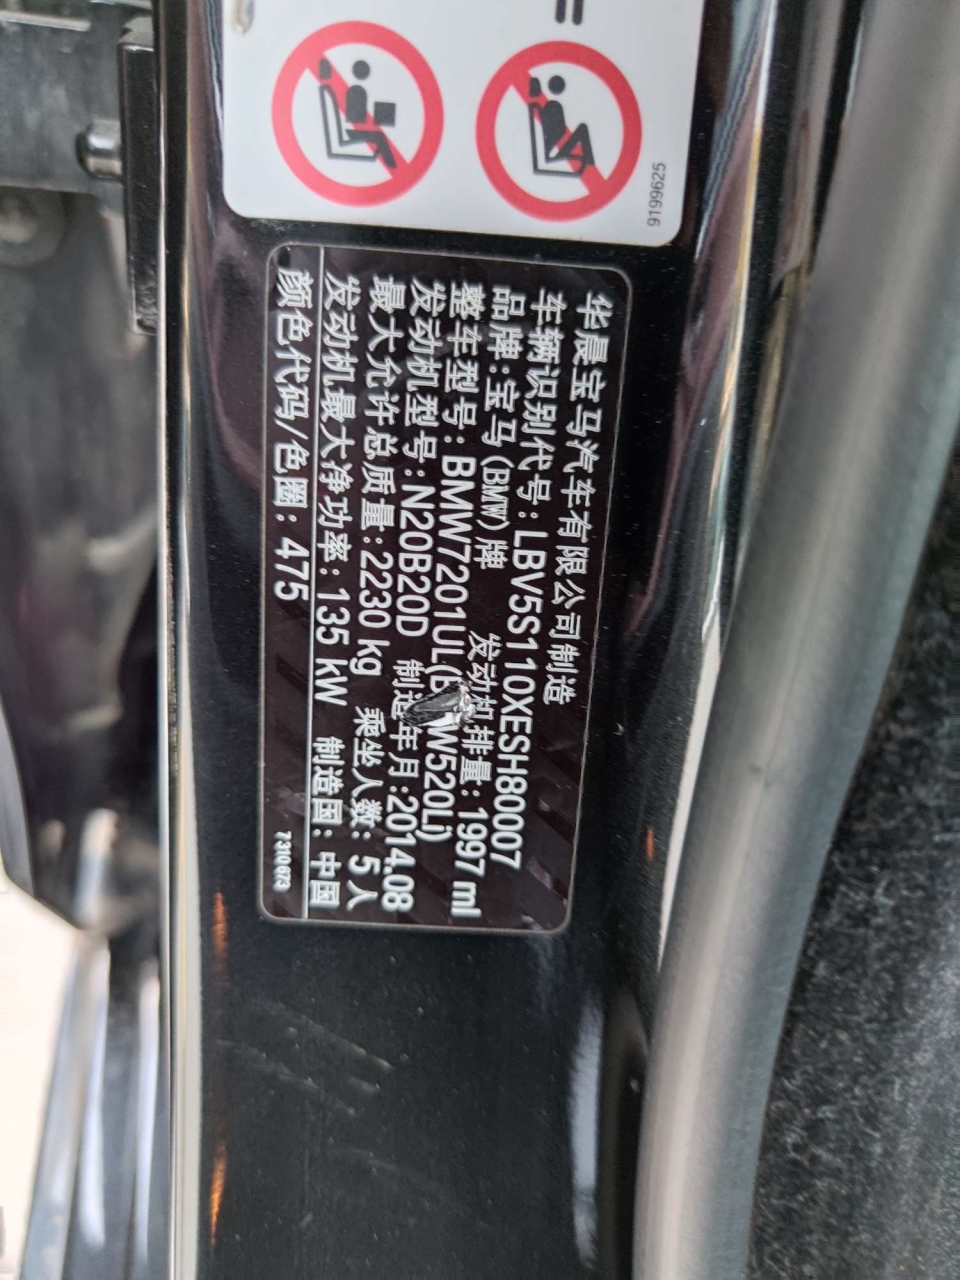 9199625
华晨宝马汽车有限公司制造
车辆识别代号: LBV5S110XESH80007
品牌: 宝马(BMW)牌 发动机排量: 1997 ml
整车型号: BMW7201UL( W520Li)
发动机型号: N20B20D 制造年月: 2014.08
最大允许总质量: 2230 kg 乘坐人数: 5人
发动机最大净功率: 135 kW 制造国: 中国
颜色代码/色圈: 475
7310673